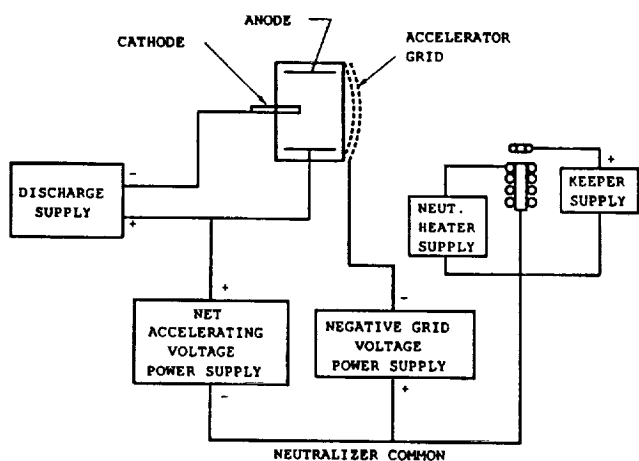 ANODE
CATHODE
ACCELERATOR
GRID
-
DISCHARGE
SUPPLY
+
+
KEEPER
SUPPLY
NEUT.
HEATER
SUPPLY
+
NET
ACCELERATING
VOLTAGE
POWER SUPPLY
-
-
NEGATIVE GRID
VOLTAGE
POWER SUPPLY
+
NEUTRALIZER COMMON